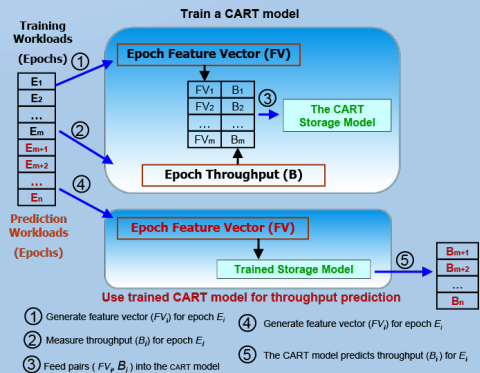 Train a CART model
Training
Workloads
(Epochs)
① Epoch Feature Vector (FV)
E1
E2
...
Em
Em+1
Em+2
...
En
FV1 B1
FV2 B2
... ...
FVm Bm
③
The CART
Storage Model
②
Epoch Throughput (B)
④
Prediction
Workloads
(Epochs)
Epoch Feature Vector (FV)
Trained Storage Model
⑤
Bm+1
Bm+2
...
Bn
Use trained CART model for throughput prediction
① Generate feature vector (FVi) for epoch Ei
② Measure throughput (Bi) for epoch Ei
③ Feed pairs ( FVi, Bi ) into the CART model
④ Generate feature vector (FVi) for epoch Ei
⑤ The CART model predicts throughput (Bi) for Ei